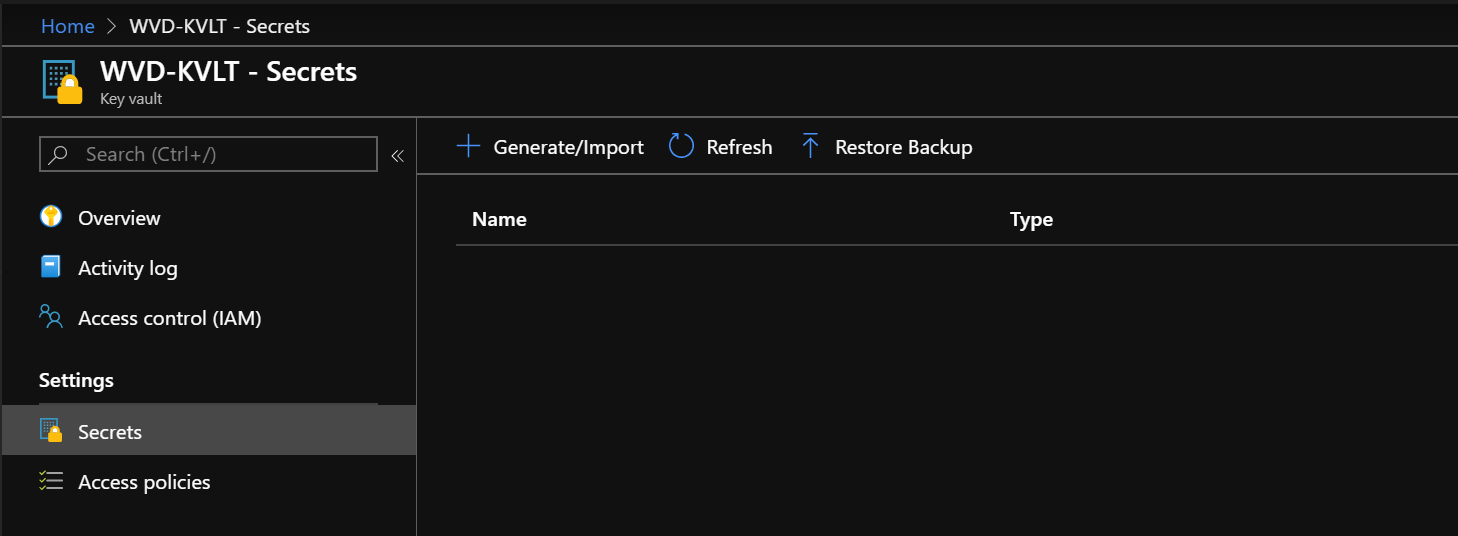 Home > WVD-KVLT - Secrets
WVD-KVLT - Secrets
Key vault
Search (Ctrl+/) «
Generate/Import Refresh Restore Backup
Overview
Activity log
Access control (IAM)
Settings
Secrets
Access policies
Name Type